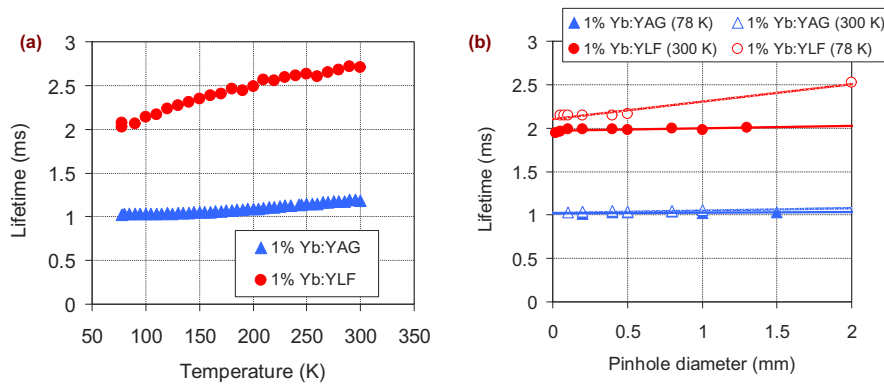 (a)
3
2.5
2
1.5
1
0.5
0
Lifetime (ms)
1% Yb:YAG
1% Yb:YLF
50 100 150 200 250 300 350
Temperature (K)
1% Yb:YAG (78 K) 1% Yb:YAG (300 K)
1% Yb:YLF (300 K) 1% Yb:YLF (78 K)
(b)
3
2.5
2
1.5
1
0.5
0
Lifetime (ms)
0 0.5 1 1.5 2
Pinhole diameter (mm)